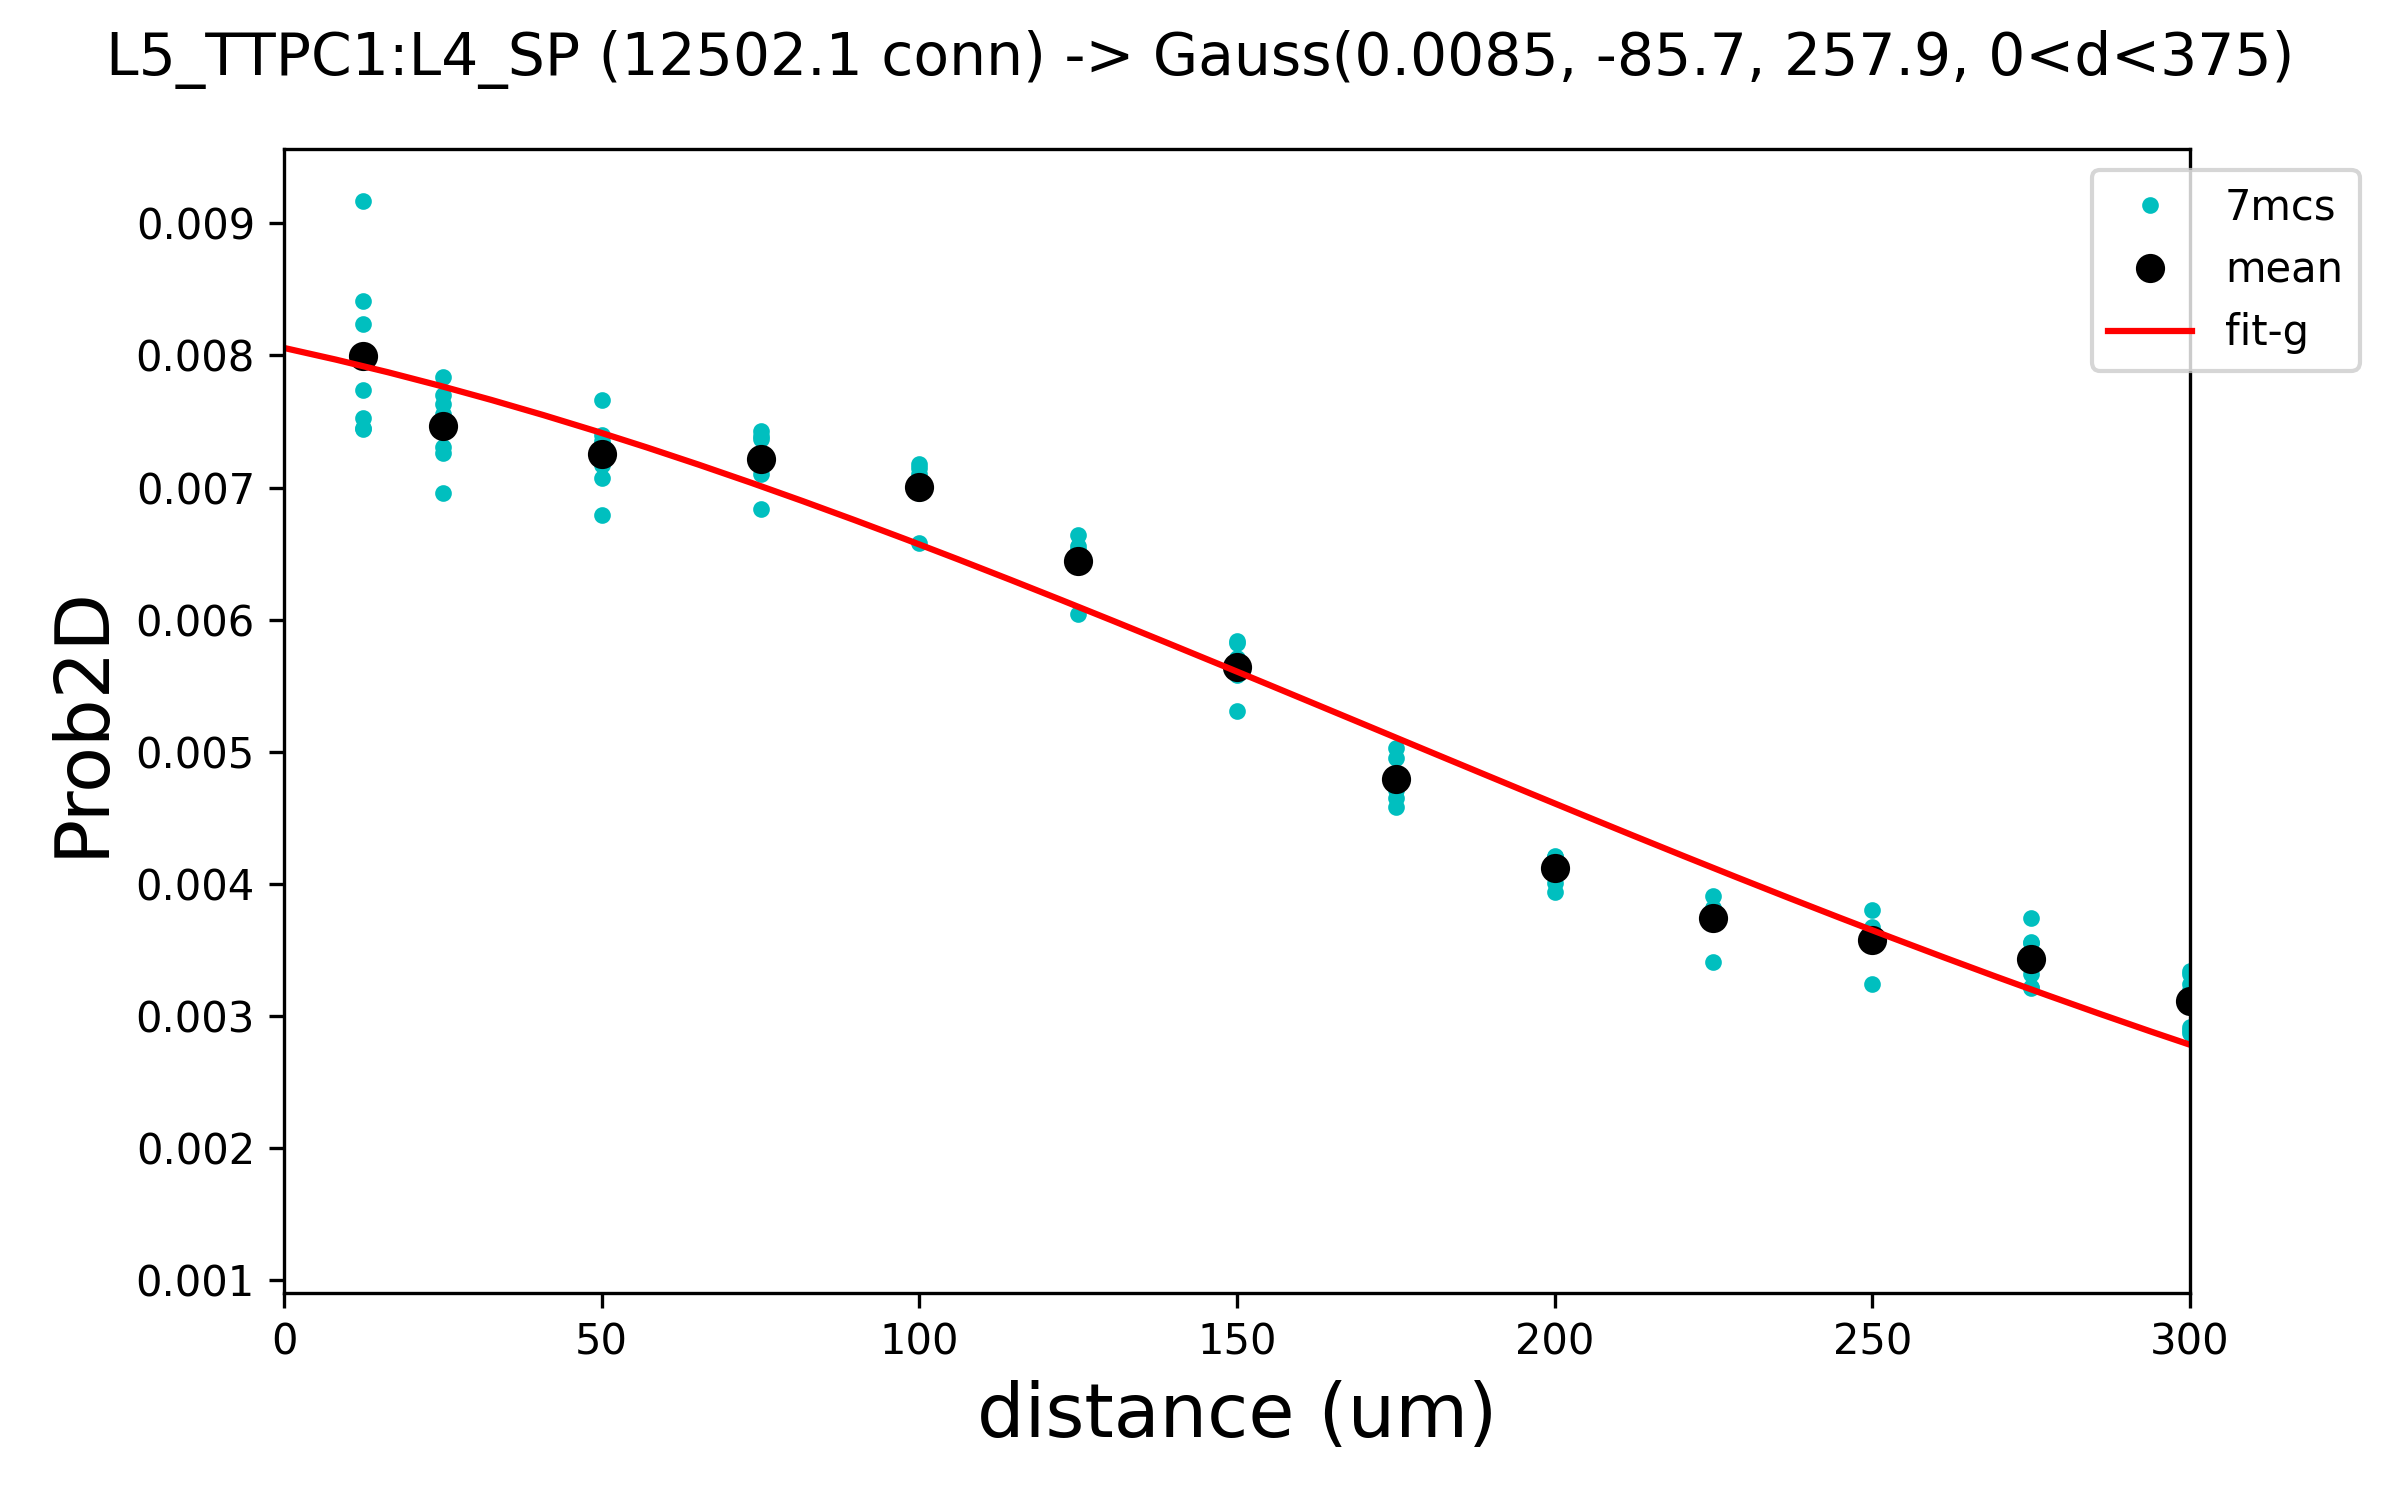 L5_TTPC1:L4_SP (12502.1 conn) -> Gauss(0.0085, -85.7, 257.9, 0<d<375)
7mcs
mean
fit-g
Prob2D
0.009
0.008
0.007
0.006
0.005
0.004
0.003
0.002
0.001
0
50
100
150
200
250
300
distance (um)